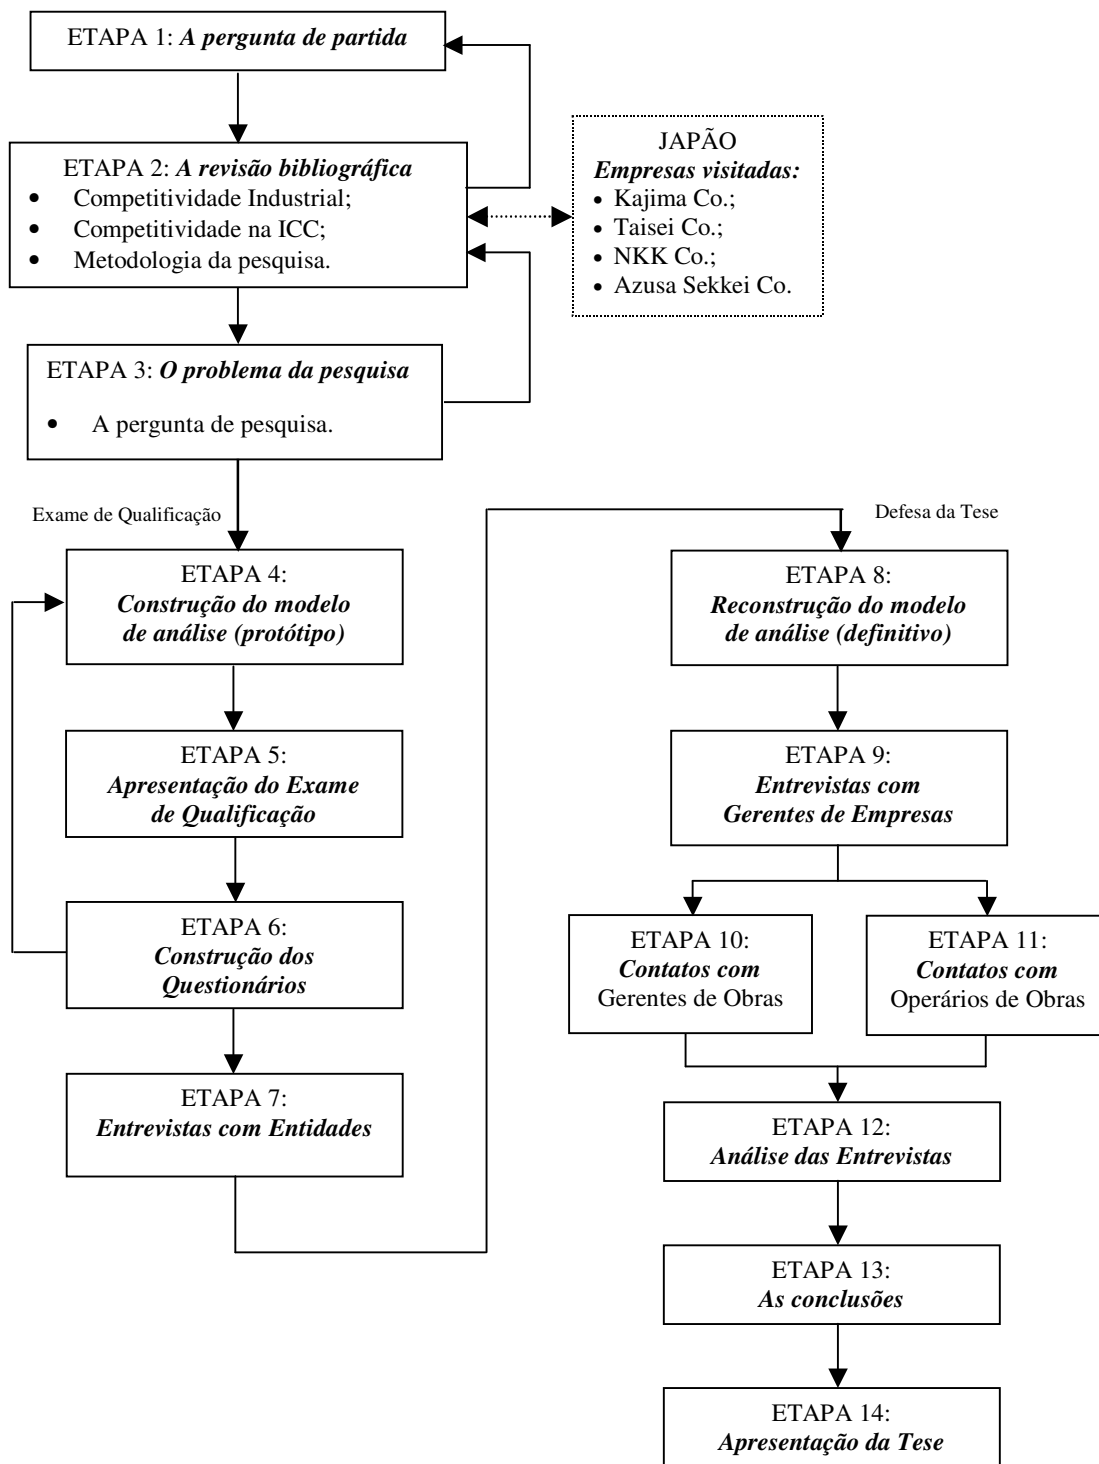 ETAPA 1: A pergunta de partida
ETAPA 2: A revisão bibliográfica
• Competitividade Industrial;
• Competitividade na ICC;
• Metodologia da pesquisa.
JAPÃO
Empresas visitadas:
• Kajima Co.;
• Taisei Co.;
• NKK Co.;
• Azusa Sekkei Co.
ETAPA 3: O problema da pesquisa
• A pergunta de pesquisa.
Exame de Qualificação
ETAPA 4:
Construção do modelo
de análise (protótipo)
ETAPA 5:
Apresentação do Exame
de Qualificação
ETAPA 6:
Construção dos
Questionários
ETAPA 7:
Entrevistas com Entidades
Defesa da Tese
ETAPA 8:
Reconstrução do modelo
de análise (definitivo)
ETAPA 9:
Entrevistas com
Gerentes de Empresas
ETAPA 10:
Contatos com
Gerentes de Obras
ETAPA 11:
Contatos com
Operários de Obras
ETAPA 12:
Análise das Entrevistas
ETAPA 13:
As conclusões
ETAPA 14:
Apresentação da Tese